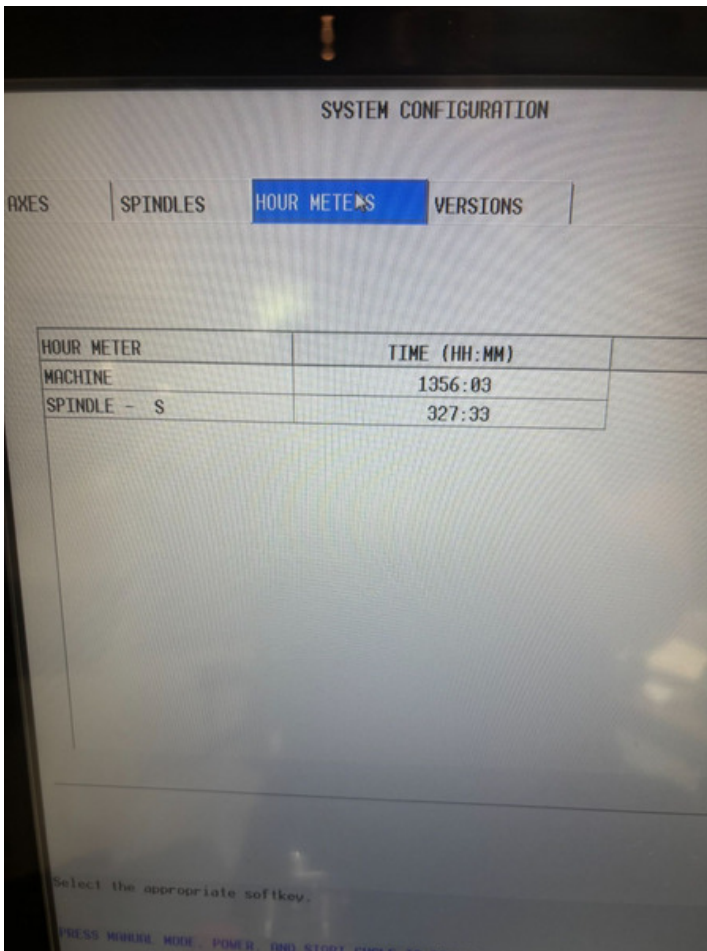 SYSTEM CONFIGURATION
AXES SPINDLES HOUR METERS VERSIONS
HOUR METER TIME (HH:MM)
MACHINE 1356:03
SPINDLE - S 327:33
Select the appropriate softkey.
PRESS MANUAL MODE, POWER, AND START